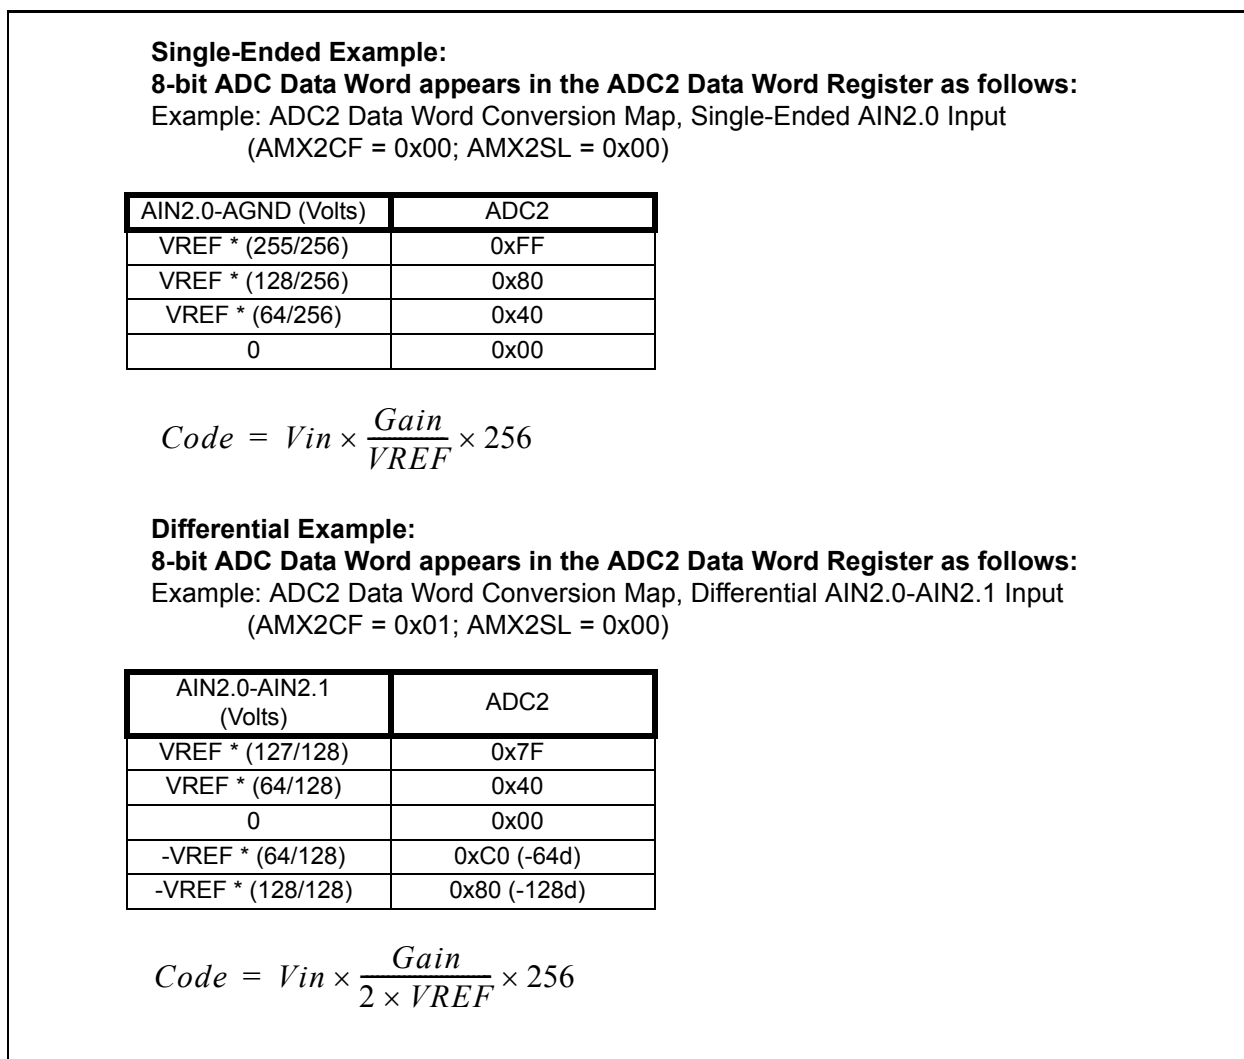 Single-Ended Example:
8-bit ADC Data Word appears in the ADC2 Data Word Register as follows:
Example: ADC2 Data Word Conversion Map, Single-Ended AIN2.0 Input
(AMX2CF = 0x00; AMX2SL = 0x00)
AIN2.0-AGND (Volts) ADC2
VREF * (255/256) 0xFF
VREF * (128/256) 0x80
VREF * (64/256) 0x40
0 0x00
Code = Vin × Gain/VREF × 256
Differential Example:
8-bit ADC Data Word appears in the ADC2 Data Word Register as follows:
Example: ADC2 Data Word Conversion Map, Differential AIN2.0-AIN2.1 Input
(AMX2CF = 0x01; AMX2SL = 0x00)
AIN2.0-AIN2.1
(Volts) ADC2
VREF * (127/128) 0x7F
VREF * (64/128) 0x40
0 0x00
-VREF * (64/128) 0xC0 (-64d)
-VREF * (128/128) 0x80 (-128d)
Code = Vin × Gain/2 × VREF × 256